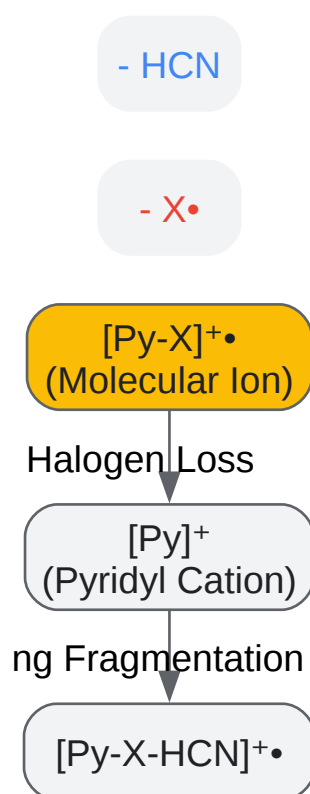 - HCN
- X•
[Py-X]⁺•
(Molecular Ion)
Halogen Loss
[Py]⁺
(Pyridyl Cation)
ng Fragmentation
[Py-X-HCN]⁺•